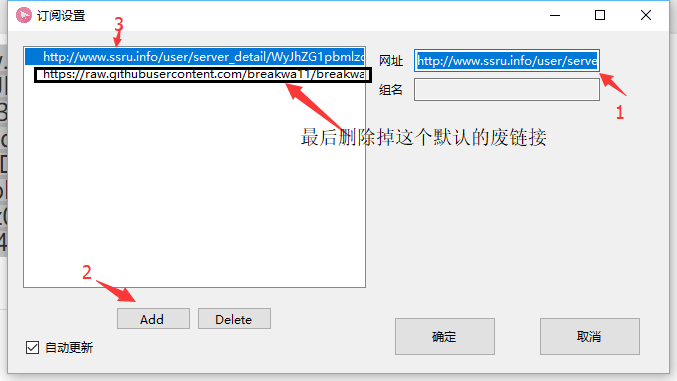 订阅设置
3
http://www.ssru.info/user/server_detail/WyJhZG1pbmlzc
https://raw.githubusercontent.com/breakwa11/breakwa
网址
http://www.ssru.info/user/serve
组名
1
最后删除掉这个默认的废链接
2
Add
Delete
确定
取消
自动更新